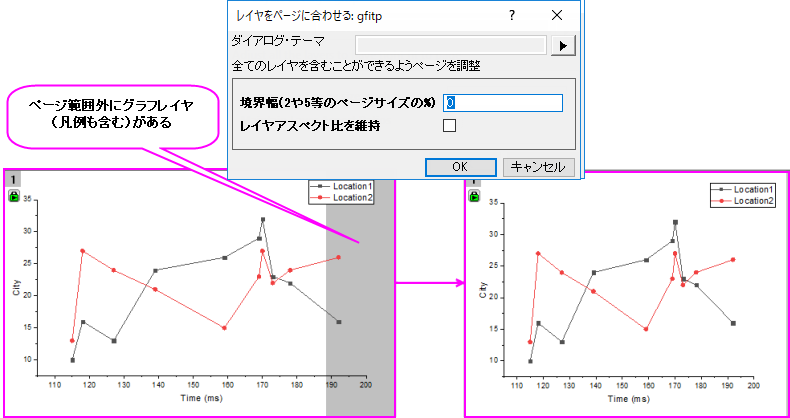 レイヤをページに合わせる: gfitp
?
ダイアログ・テーマ
全てのレイヤを含むことができるようページを調整
境界幅(2や5等のページサイズの%) 0
レイヤアスペクト比を維持
OK キャンセル
ページ範囲外にグラフレイヤ
(凡例も含む)がある
1
Location1
Location2
35
30
25
20
15
10
City
110 120 130 140 150 160 170 180 190 200
Time (ms)
Location1
Location2
35
30
25
20
15
10
City
110 120 130 140 150 160 170 180 190 200
Time (ms)